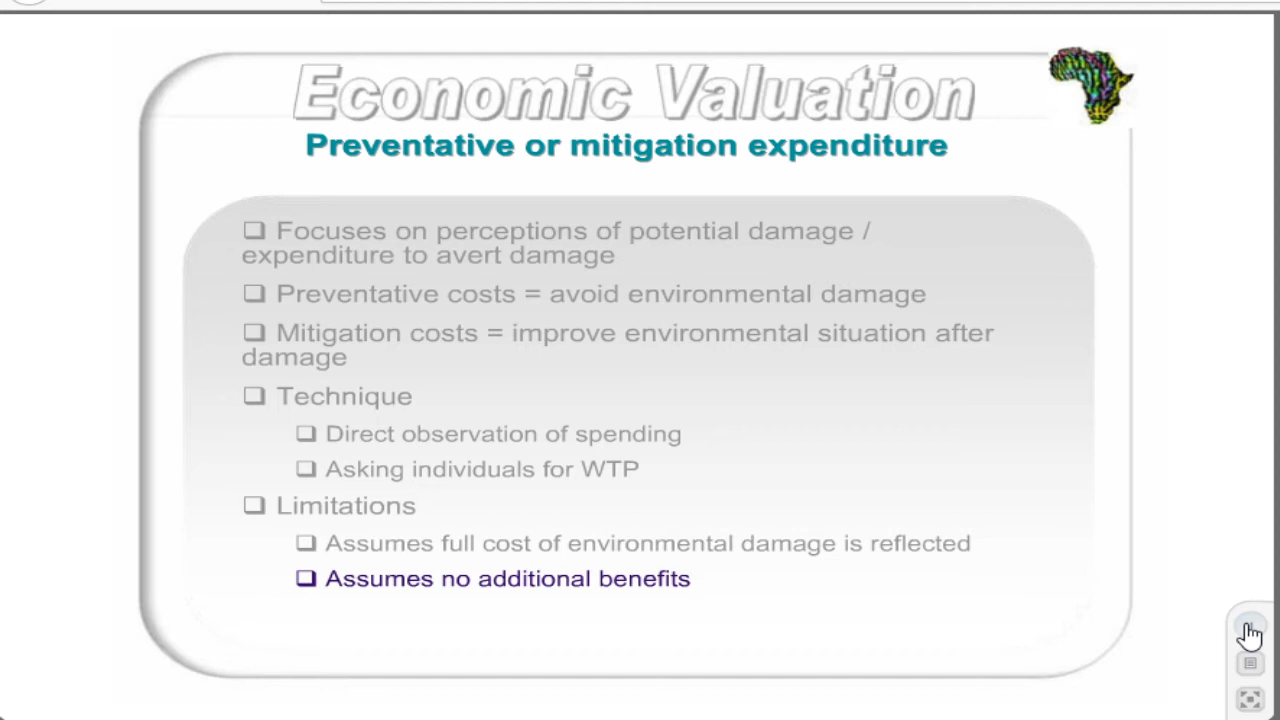 Economic Valuation
Preventative or mitigation expenditure
❑ Focuses on perceptions of potential damage /
expenditure to avert damage
❑ Preventative costs = avoid environmental damage
❑ Mitigation costs = improve environmental situation after
damage
❑ Technique
❑ Direct observation of spending
❑ Asking individuals for WTP
❑ Limitations
❑ Assumes full cost of environmental damage is reflected
❑ Assumes no additional benefits